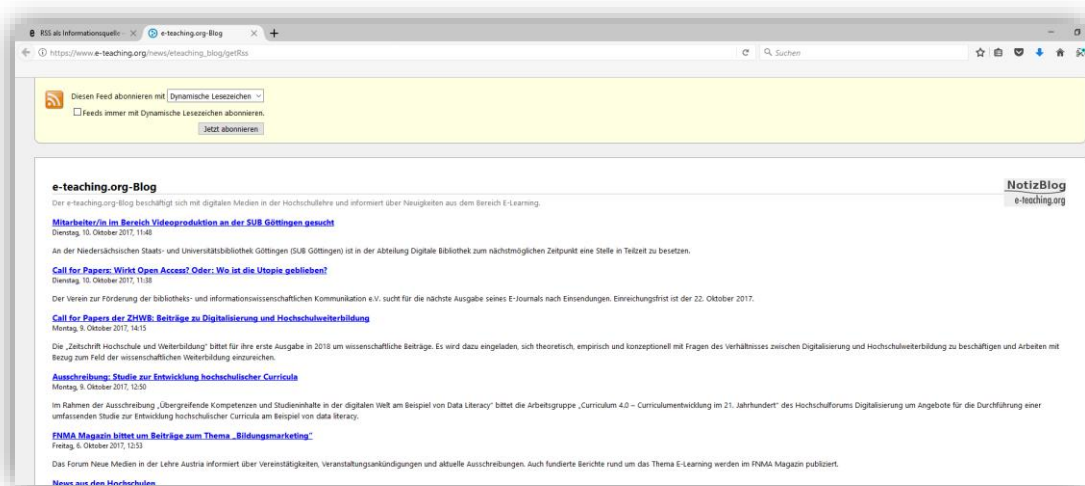 RSS als Informationsquelle
e-teaching.org-Blog
https://www.e-teaching.org/news/eteaching_blog/getRss
Suchen
Diesen Feed abonnieren mit Dynamische Lesezeichen
Feeds immer mit Dynamische Lesezeichen abonnieren.
Jetzt abonnieren
e-teaching.org-Blog
NotizBlog
e-teaching.org
Der e-teaching.org-Blog beschäftigt sich mit digitalen Medien in der Hochschullehre und informiert über Neuigkeiten aus dem Bereich E-Learning.
Mitarbeiter/in im Bereich Videoproduktion an der SUB Göttingen gesucht
Dienstag, 10. Oktober 2017, 11:48
An der Niedersächsischen Staats- und Universitätsbibliothek Göttingen (SUB Göttingen) ist in der Abteilung Digitale Bibliothek zum nächstmöglichen Zeitpunkt eine Stelle in Teilzeit zu besetzen.
Call for Papers: Wirkt Open Access? Oder: Wo ist die Utopie geblieben?
Dienstag, 10. Oktober 2017, 11:38
Der Verein zur Förderung der bibliotheks- und informationswissenschaftlichen Kommunikation e.V. sucht für die nächste Ausgabe seines E-Journals nach Einsendungen. Einreichungsfrist ist der 22. Oktober 2017.
Call for Papers der ZHWB: Beiträge zu Digitalisierung und Hochschulweiterbildung
Montag, 9. Oktober 2017, 14:15
Die „Zeitschrift Hochschule und Weiterbildung" bittet für ihre erste Ausgabe in 2018 um wissenschaftliche Beiträge. Es wird dazu eingeladen, sich theoretisch, empirisch und konzeptionell mit Fragen des Verhältnisses zwischen Digitalisierung und Hochschulweiterbildung zu beschäftigen und Arbeiten mit
Bezug zum Feld der wissenschaftlichen Weiterbildung einzureichen.
Ausschreibung: Studie zur Entwicklung hochschulischer Curricula
Montag, 9. Oktober 2017, 12:50
Im Rahmen der Ausschreibung „Übergreifende Kompetenzen und Studieninhalte in der digitalen Welt am Beispiel von Data Literacy" bittet die Arbeitsgruppe „Curriculum 4.0 – Curriculumentwicklung im 21. Jahrhundert" des Hochschulforums Digitalisierung um Angebote für die Durchführung einer
umfassenden Studie zur Entwicklung hochschulischer Curricula am Beispiel von data literacy.
FNMA Magazin bittet um Beiträge zum Thema „Bildungsmarketing"
Freitag, 6. Oktober 2017, 12:53
Das Forum Neue Medien in der Lehre Austria informiert über Vereinstätigkeiten, Veranstaltungsankündigungen und aktuelle Ausschreibungen. Auch fundierte Berichte rund um das Thema E-Learning werden im FNMA Magazin publiziert.
News aus den Hochschulen